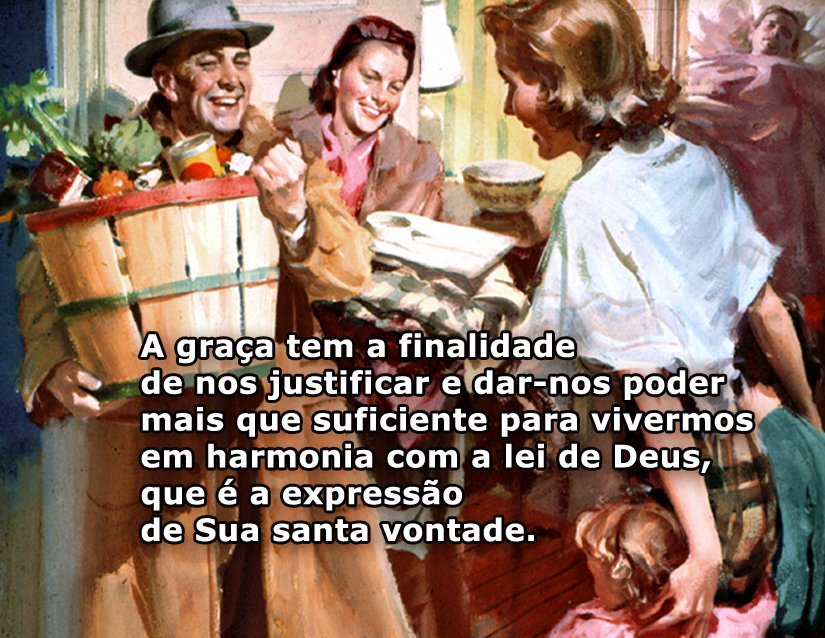 A graça tem a finalidade
de nos justificar e dar-nos poder
mais que suficiente para vivermos
em harmonia com a lei de Deus,
que é a expressão
de Sua santa vontade.